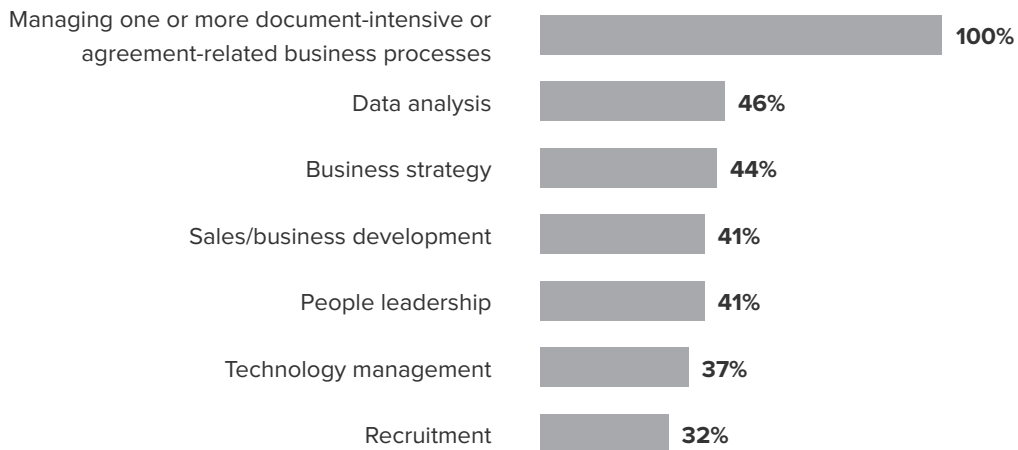 Managing one or more document-intensive or
agreement-related business processes
100%
Data analysis
46%
Business strategy
44%
Sales/business development
41%
People leadership
41%
Technology management
37%
Recruitment
32%